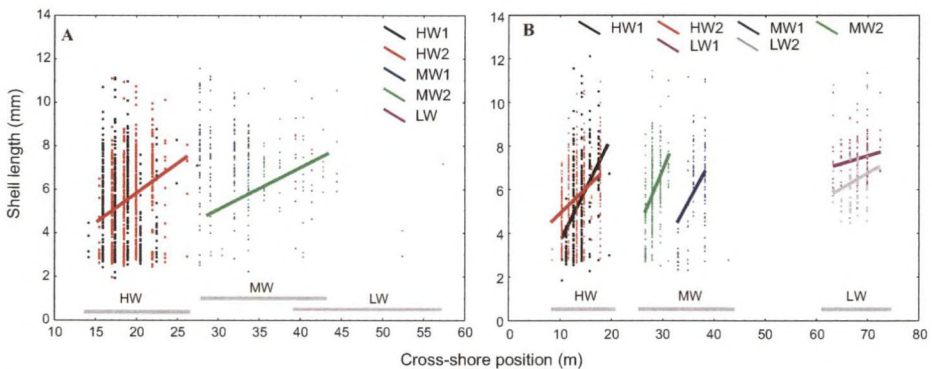 A
HW1
HW2
MW1
MW2
LW
Shell length (mm)
14
12
10
8
6
4
2
0
HW
MW
LW
10 15 20 25 30 35 40 45 50 55 60
B
HW1 HW2 MW1 MW2
LW1 LW2
14
12
10
8
6
4
2
0
HW
MW
LW
0 10 20 30 40 50 60 70 80
Cross-shore position (m)